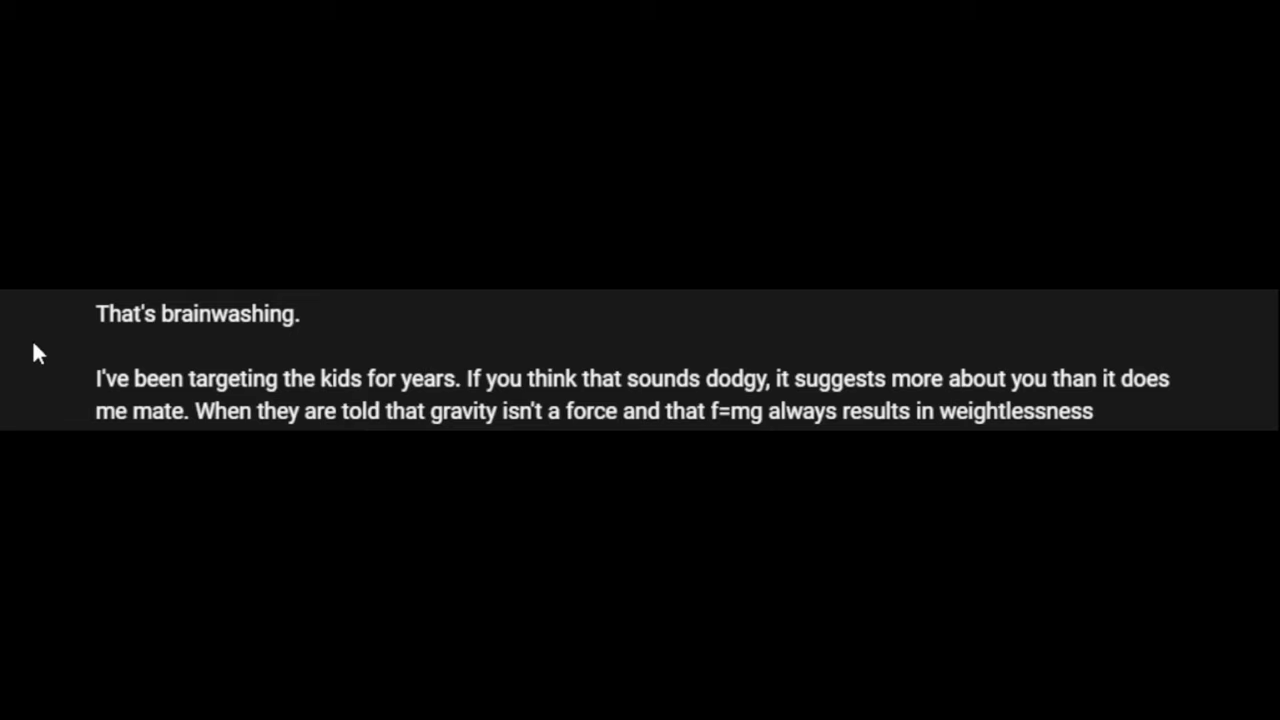 That's brainwashing.
I've been targeting the kids for years. If you think that sounds dodgy, it suggests more about you than it does
me mate. When they are told that gravity isn't a force and that f=mg always results in weightlessness